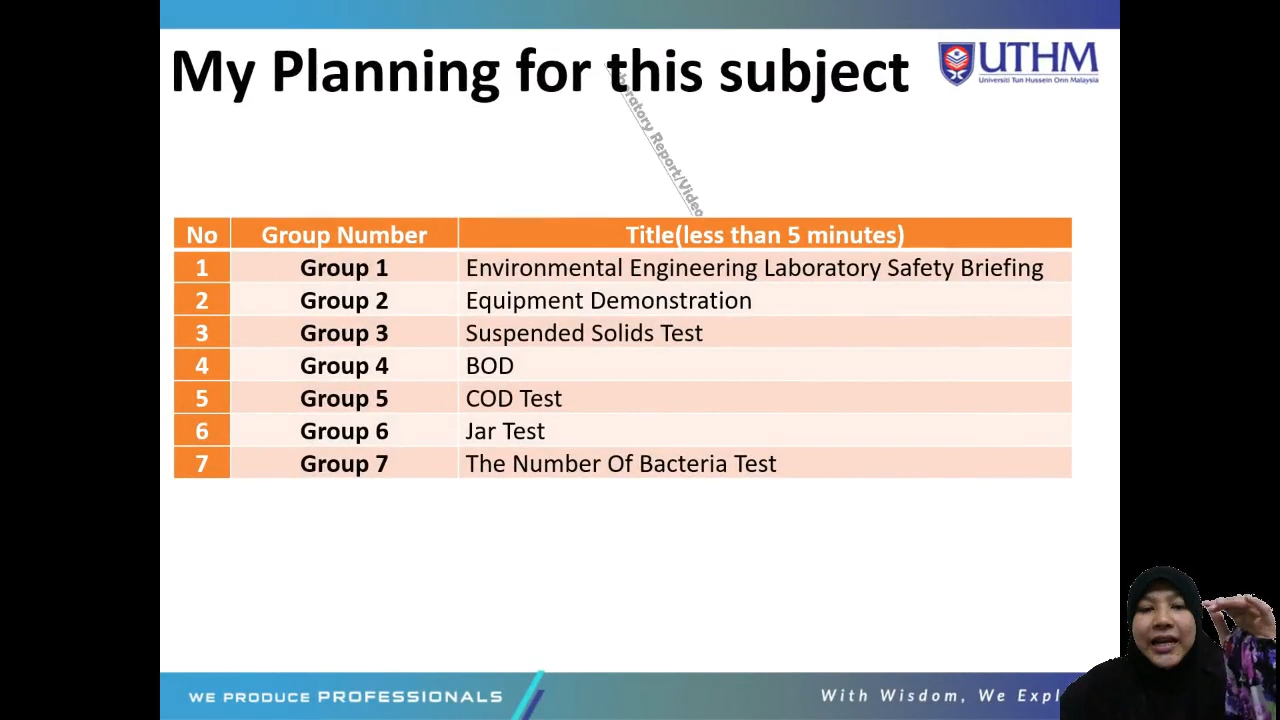 My Planning for this subject
UTHM
Universiti Tun Hussein Onn Malaysia
Report/Video
No Group Number Title(less than 5 minutes)
1 Group 1 Environmental Engineering Laboratory Safety Briefing
2 Group 2 Equipment Demonstration
3 Group 3 Suspended Solids Test
4 Group 4 BOD
5 Group 5 COD Test
6 Group 6 Jar Test
7 Group 7 The Number Of Bacteria Test
WE PRODUCE PROFESSIONALS
With Wisdom, We Expl